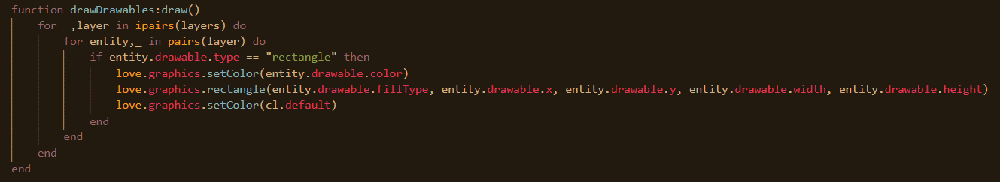 function drawDrawables:draw()
    for _,layer in ipairs(layers) do
        for entity,_ in pairs(layer) do
            if entity.drawable.type == "rectangle" then
                love.graphics.setColor(entity.drawable.color)
                love.graphics.rectangle(entity.drawable.fillType, entity.drawable.x, entity.drawable.y, entity.drawable.width, entity.drawable.height)
                love.graphics.setColor(cl.default)
            end
        end
    end
end